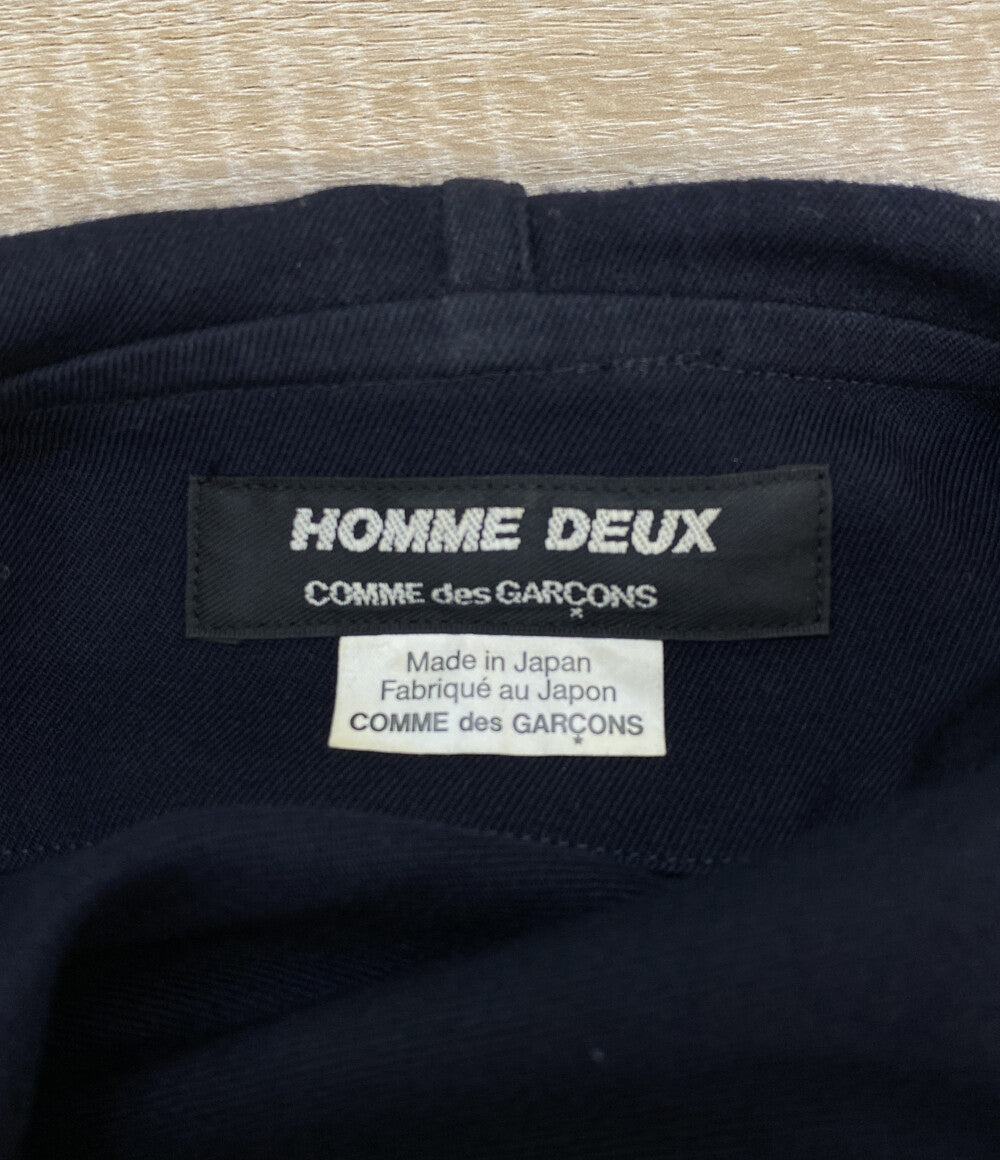 HOMME DEUX
COMME des GARÇONS
Made in Japan
Fabriqué au Japon
COMME des GARÇONS